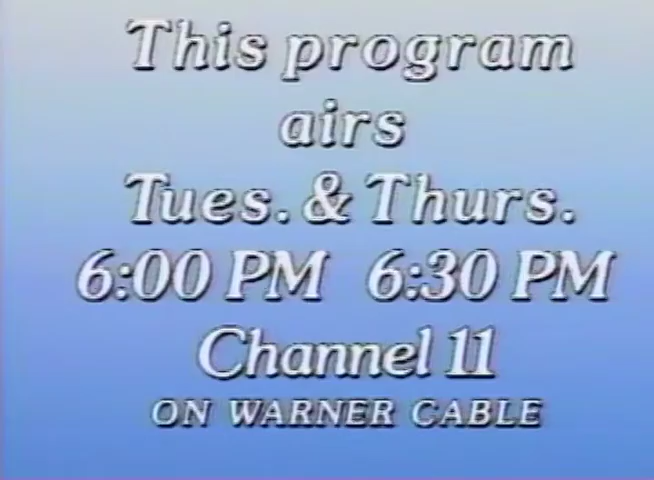 This program
airs
Tues. & Thurs.
6:00 PM 6:30 PM
Channel 11
ON WARNER CABLE